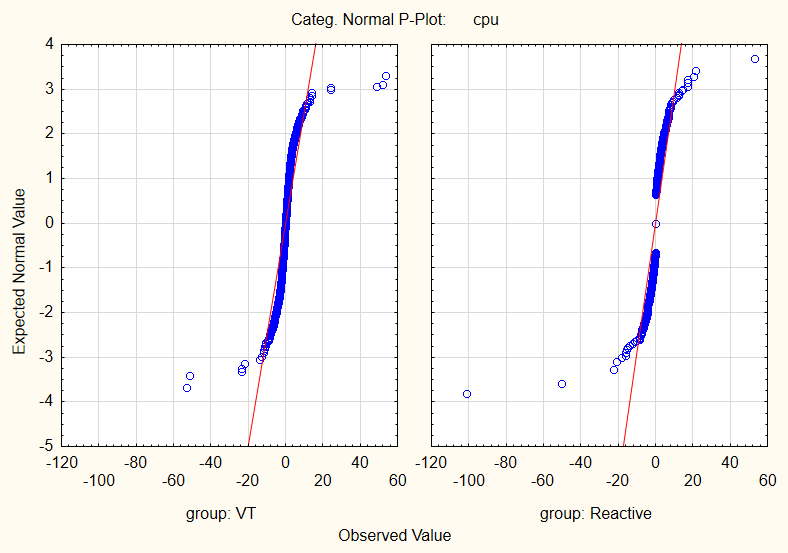 Categ. Normal P-Plot: cpu
Expected Normal Value
4
3
2
1
0
-1
-2
-3
-4
-5
-120 -80 -40 0 40 -120 -80 -40 0 40
-100 -60 -20 20 60 -100 -60 -20 20 60
group: VT group: Reactive
Observed Value